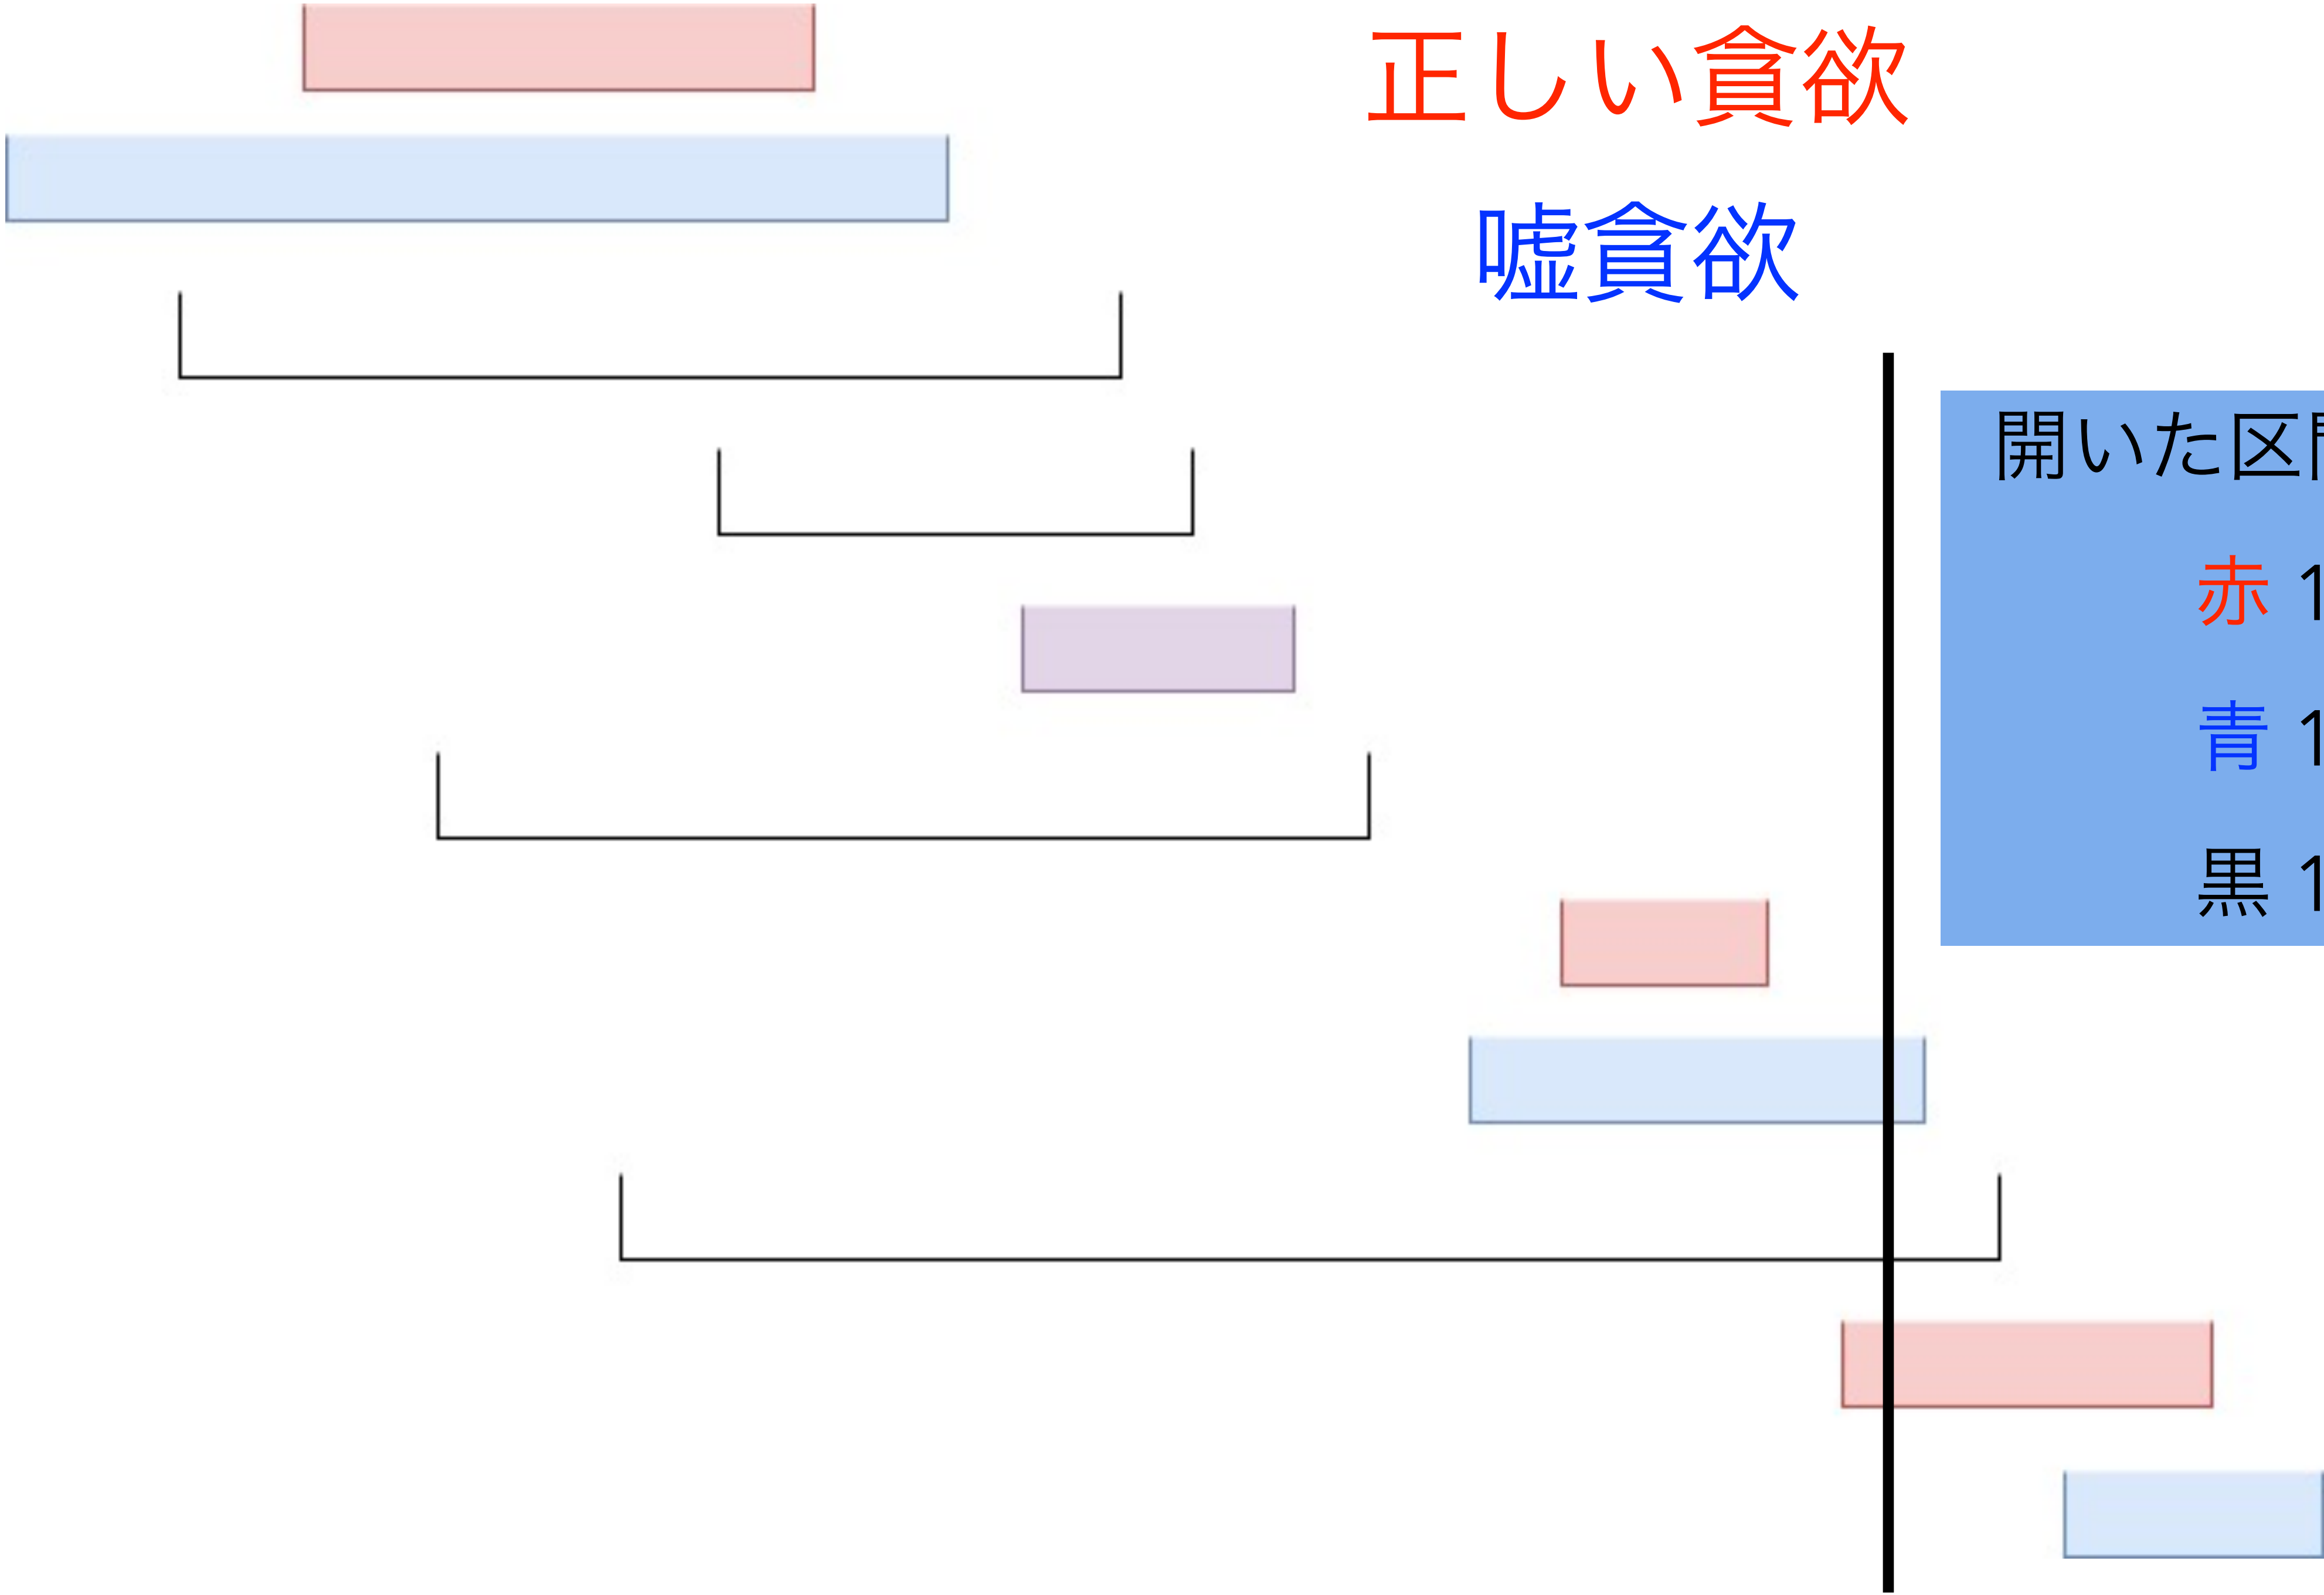 正しい貪欲
嘘貪欲
開いた区
赤 1
青 1
黒 1